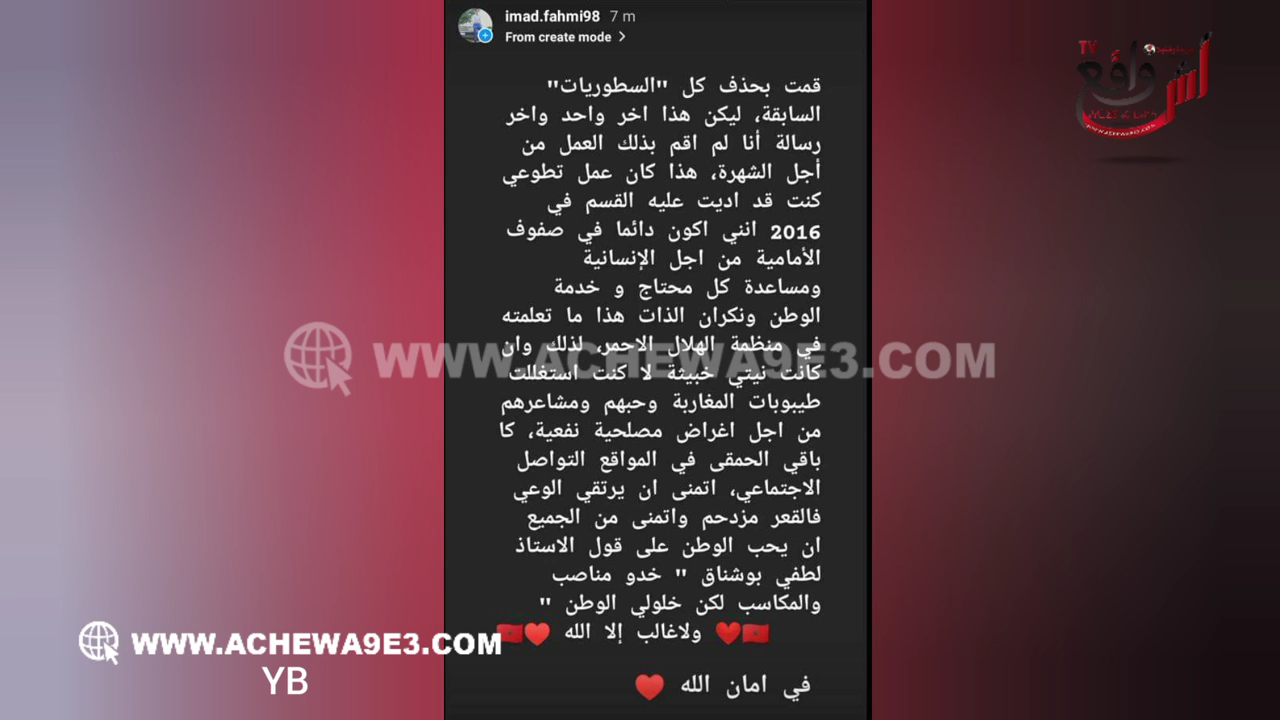 imad.fahmi98 7 m
From create mode >
قمت بحذف كل "السطوريات"
السابقة، ليكن هذا اخر واحد واخر
رسالة أنا لم اقم بذلك العمل من
أجل الشهرة، هذا كان عمل تطوعي
كنت قد اديت عليه القسم في
2016 انني اكون دائما في صفوف
الأمامية من اجل الإنسانية
ومساعدة كل محتاج و خدمة
الوطن ونكران الذات هذا ما تعلمته
في منظمة الهلال الاحمر، لذلك وان
كانت نيتي خبيثة لا كنت استغللت
طيبوبات المغاربة وحبهم ومشاعرهم
من اجل اغراض مصلحية نفعية، كا
باقي الحمقى في المواقع التواصل
الاجتماعي، اتمنى ان يرتقي الوعي
فالقعر مزدحم واتمنى من الجميع
ان يحب الوطن على قول الاستاذ
لطفي بوشناق " خدو مناصب
والمكاسب لكن خلولي الوطن "
🇲🇦❤️ ولاغالب إلا الله ❤️🇲🇦
في امان الله ❤️
WWW.ACHEWA9E3.COM
WWW.ACHEWA9E3.COM
YB
TV
أش واقع